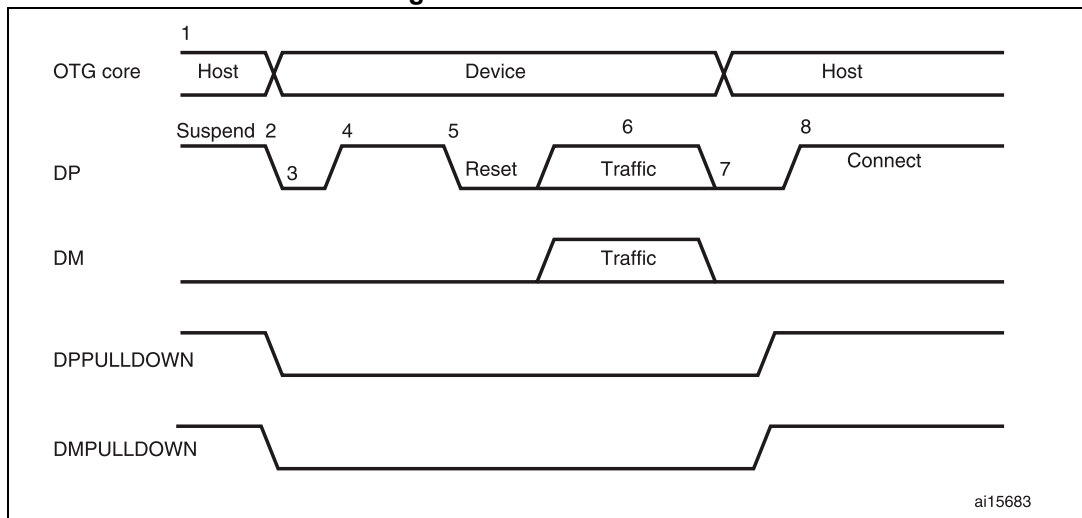 1
OTG core Host Device Host
Suspend 2 4 5 6 8
DP 3 Reset Traffic 7 Connect
DM Traffic
DPPULLDOWN
DMPULLDOWN
ai15683